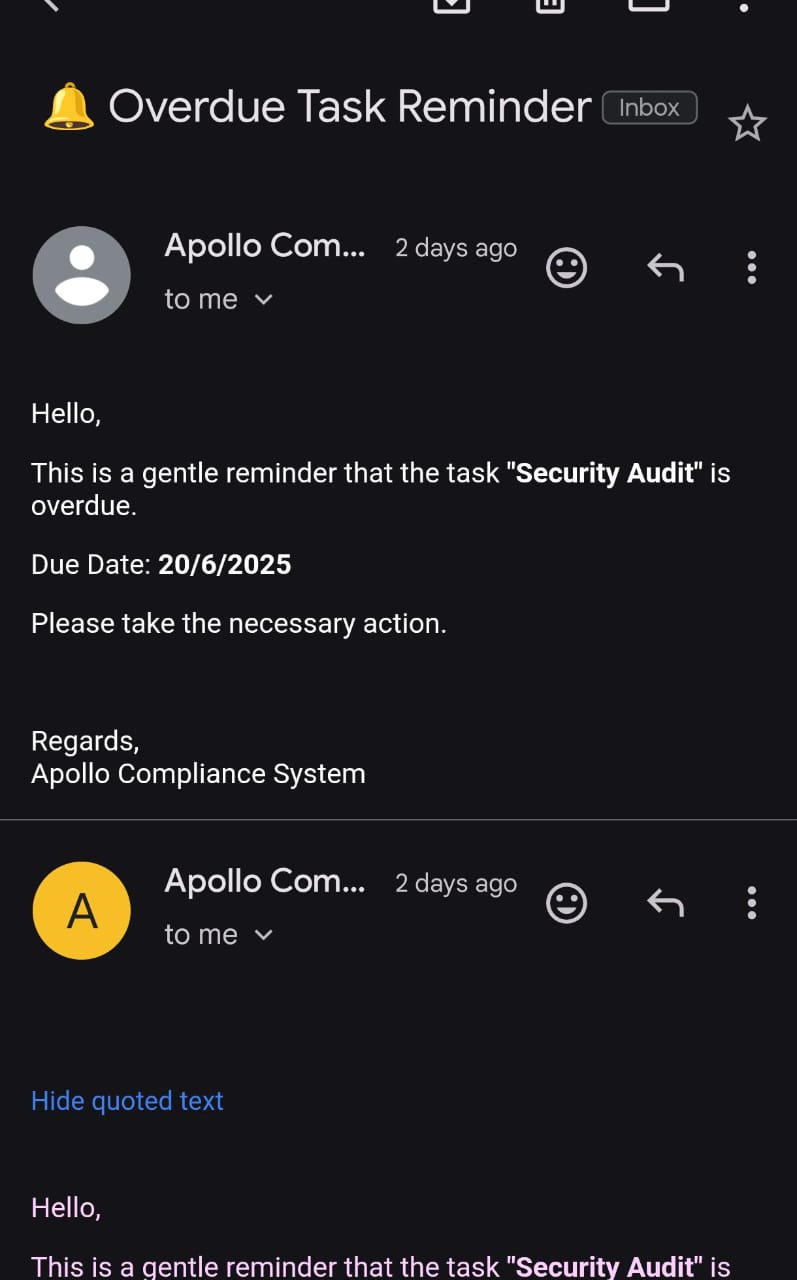 🔔 Overdue Task Reminder Inbox
Apollo Com... 2 days ago
to me
Hello,
This is a gentle reminder that the task "Security Audit" is
overdue.
Due Date: 20/6/2025
Please take the necessary action.
Regards,
Apollo Compliance System
A
Apollo Com... 2 days ago
to me
Hide quoted text
Hello,
This is a gentle reminder that the task "Security Audit" is